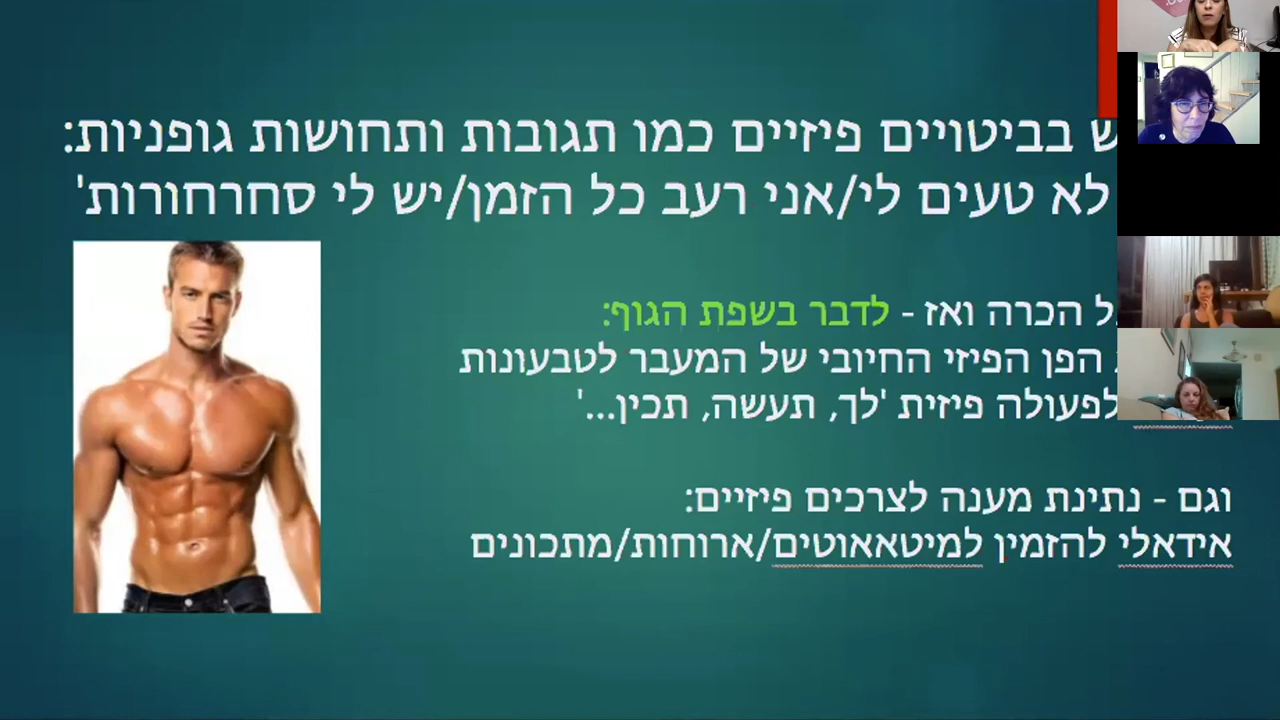 בביטויים פיזיים כמו תגובות ותחושות גופניות:
לא טעים לי/אני רעב כל הזמן/יש לי סחרחורות'
הכרה ואז - לדבר בשפת הגוף:
הפן הפיזי החיובי של המעבר לטבעונות
לפעולה פיזית 'לך, תעשה, תכין...'
וגם - נתינת מענה לצרכים פיזיים:
אידאלי להזמין למיטאאוטים/ארוחות/מתכונים